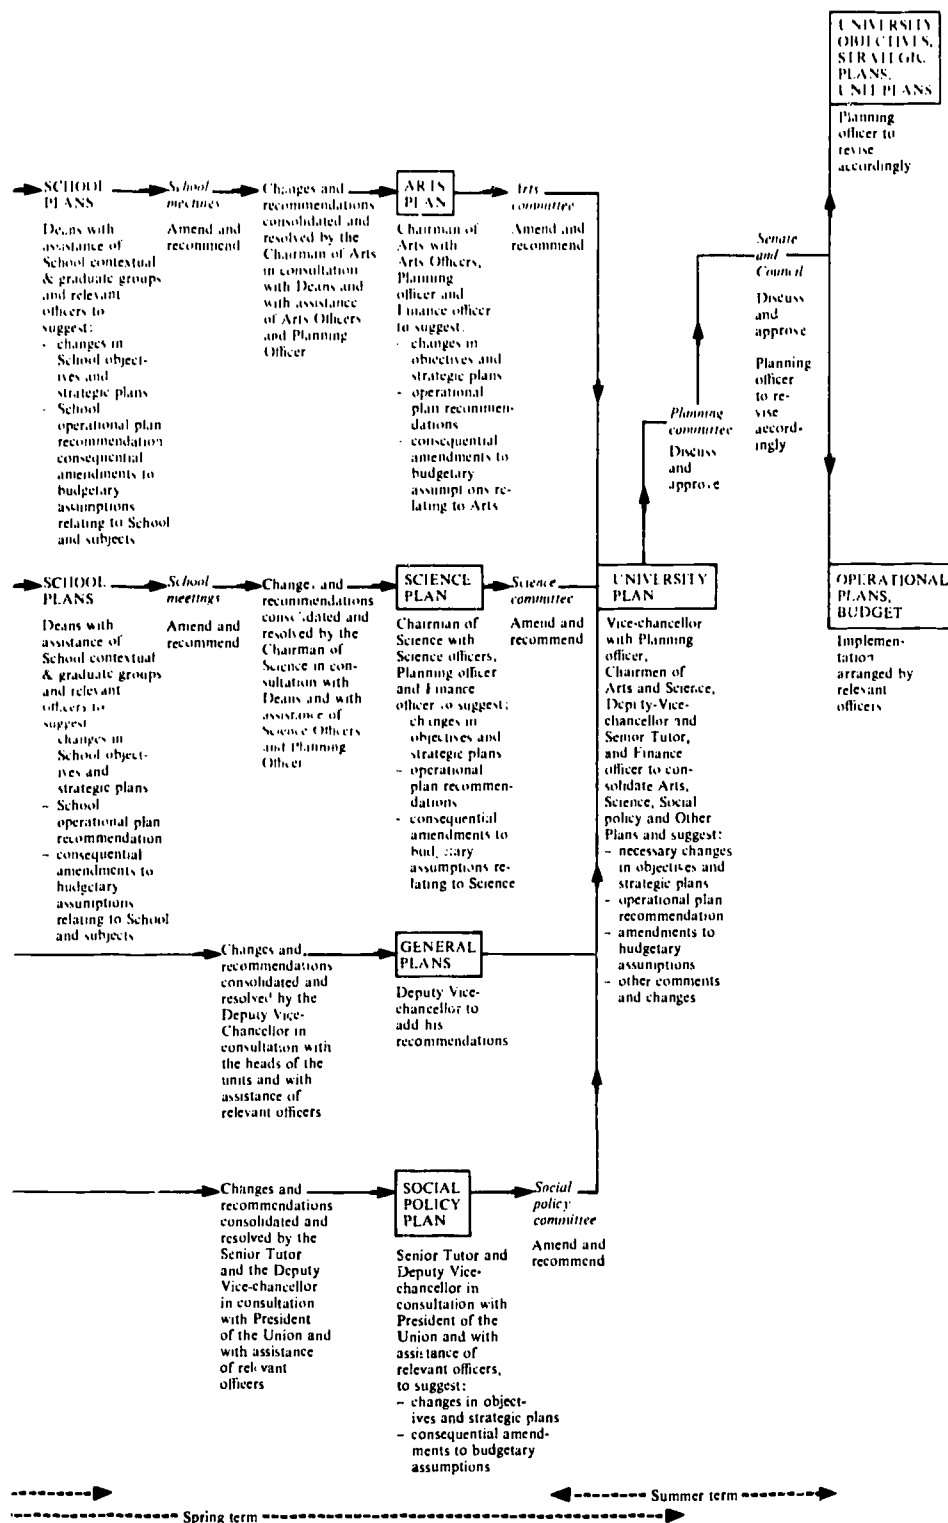 UNIVERSITY
OBJECTIVES,
STRATEGIC
PLANS,
UNIT PLANS
Planning
officer to
revise
accordingly
SCHOOL
PLANS
Deans with
assistance of
School contextual
& graduate groups
and relevant
officers to
suggest:
- changes in
School object-
ives and
strategic plans
- School
operational plan
recommendation
consequential
amendments to
budgetary
assumptions
relating to School
and subjects
School
meetings
Amend and
recommend
Changes and
recommendations
consolidated and
resolved by the
Chairman of Arts
in consultation
with Deans and
with assistance
of Arts Officers
and Planning
Officer
ARTS
PLAN
Chairman of
Arts with
Arts Officers,
Planning
officer and
Finance officer
to suggest.
- changes in
objectives and
strategic plans
- operational
plan recommen-
dations
- consequential
amendments to
budgetary
assumptions re-
lating to Arts
Arts
committee
Amend and
recommend
Senate
and
Council
Discuss
and
approve
Planning
officer
to re-
vise
accord-
ingly
Planning
committee
Discuss
and
approve
SCHOOL
PLANS
Deans with
assistance of
School contextual
& graduate groups
and relevant
officers to
suggest
changes in
School object-
ives and
strategic plans
- School
operational plan
recommendation
- consequential
amendments to
budgetary
assumptions
relating to School
and subjects
School
meetings
Amend and
recommend
Changes and
recommendations
consolidated and
resolved by the
Chairman of
Science in con-
sultation with
Deans and with
assistance of
Science Officers
and Planning
Officer
SCIENCE
PLAN
Chairman of
Science with
Science officers,
Planning officer
and Finance
officer to suggest;
changes in
objectives and
strategic plans
- operational
plan recommen-
dations
- consequential
amendments to
budgetary
assumptions re-
lating to Science
Science
committee
Amend and
recommend
UNIVERSITY
PLAN
Vice-chancellor
with Planning
officer,
Chairmen of
Arts and Science,
Deputy-Vice-
chancellor and
Senior Tutor,
and Finance
officer to con-
solidate Arts,
Science, Social
policy and Other
Plans and suggest:
- necessary changes
in objectives and
strategic plans
- operational plan
recommendation
- amendments to
budgetary
assumptions
- other comments
and changes
OPERATIONAL
PLANS,
BUDGET
Implemen-
tation
arranged by
relevant
officers
Changes and
recommendations
consolidated and
resolved by the
Deputy Vice-
Chancellor in
consultation with
the heads of the
units and with
assistance of
relevant officers
GENERAL
PLANS
Deputy Vice-
chancellor to
add his
recommendations
Changes and
recommendations
consolidated and
resolved by the
Senior Tutor
and the Deputy
Vice-chancellor
in consultation
with President
of the Union and
with assistance
of relevant
officers
SOCIAL
POLICY
PLAN
Senior Tutor and
Deputy Vice-
chancellor in
consultation with
President of the
Union and with
assistance of
relevant officers,
to suggest:
- changes in object-
ives and strategic plans
- consequential amend-
ments to budgetary
assumptions
Social
policy
committee
Amend and
recommend
Summer term
Spring term